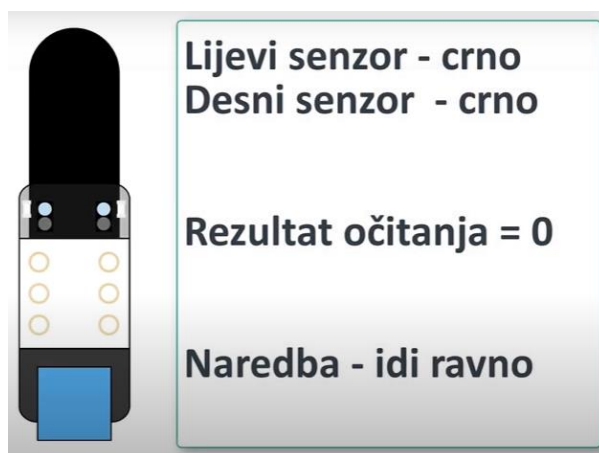 Lijevi senzor - crno
Desni senzor - crno
Rezultat očitanja = 0
Naredba - idi ravno